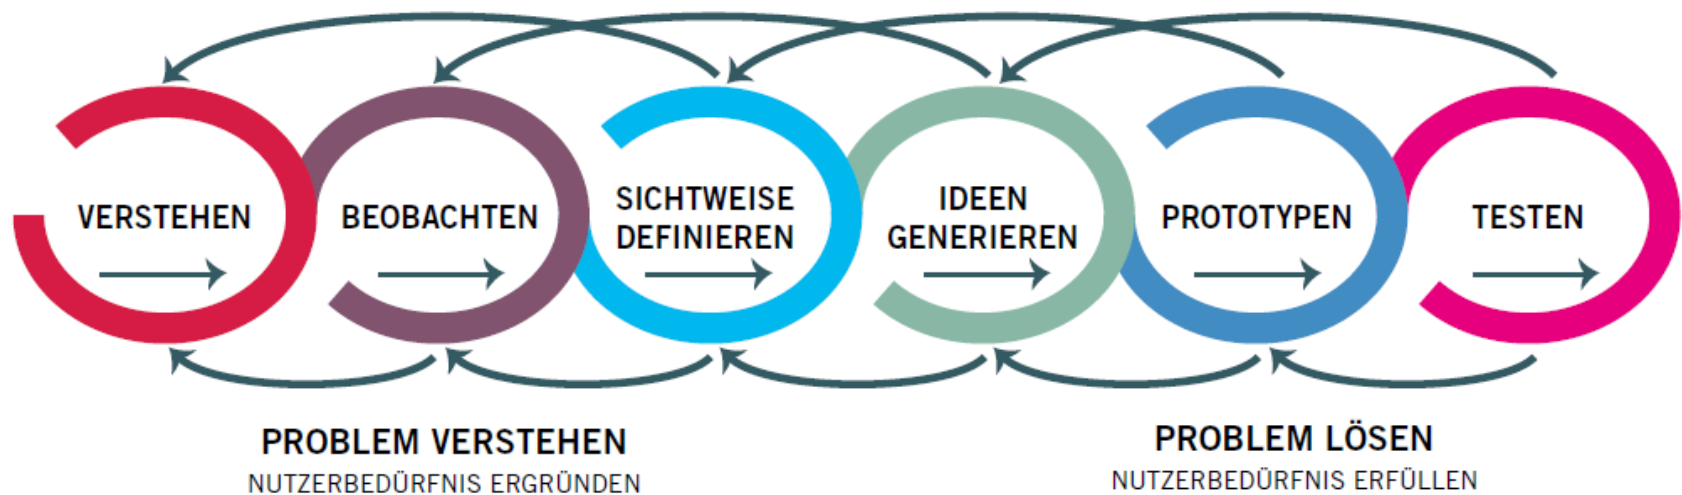 VERSTEHEN
BEOBACHTEN
SICHTWEISE
DEFINIEREN
IDEEN
GENERIEREN
PROTOTYPEN
TESTEN
PROBLEM VERSTEHEN
NUTZERBEDÜRFNIS ERGRÜNDEN
PROBLEM LÖSEN
NUTZERBEDÜRFNIS ERFÜLLEN